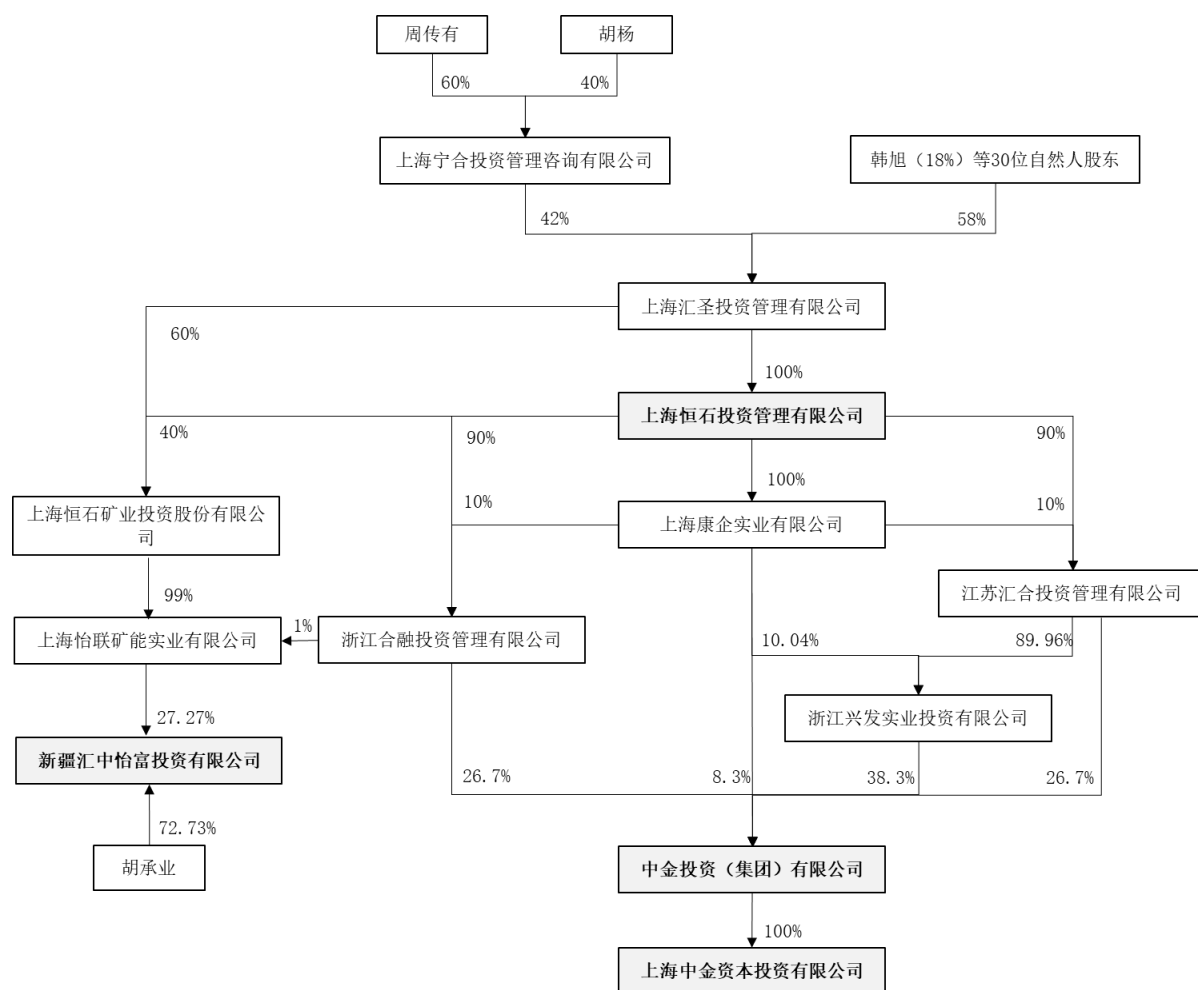 周传有
胡杨
60%
40%
上海宁合投资管理咨询有限公司
韩旭（18%）等30位自然人股东
42%
58%
上海汇圣投资管理有限公司
60%
100%
上海恒石投资管理有限公司
40%
90%
90%
100%
10%
10%
上海恒石矿业投资股份有限公
司
上海康企实业有限公司
江苏汇合投资管理有限公司
99%
1%
上海怡联矿能实业有限公司
浙江合融投资管理有限公司
10.04%
89.96%
27.27%
浙江兴发实业投资有限公司
新疆汇中怡富投资有限公司
26.7%
8.3%
38.3%
26.7%
72.73%
胡承业
中金投资（集团）有限公司
100%
上海中金资本投资有限公司